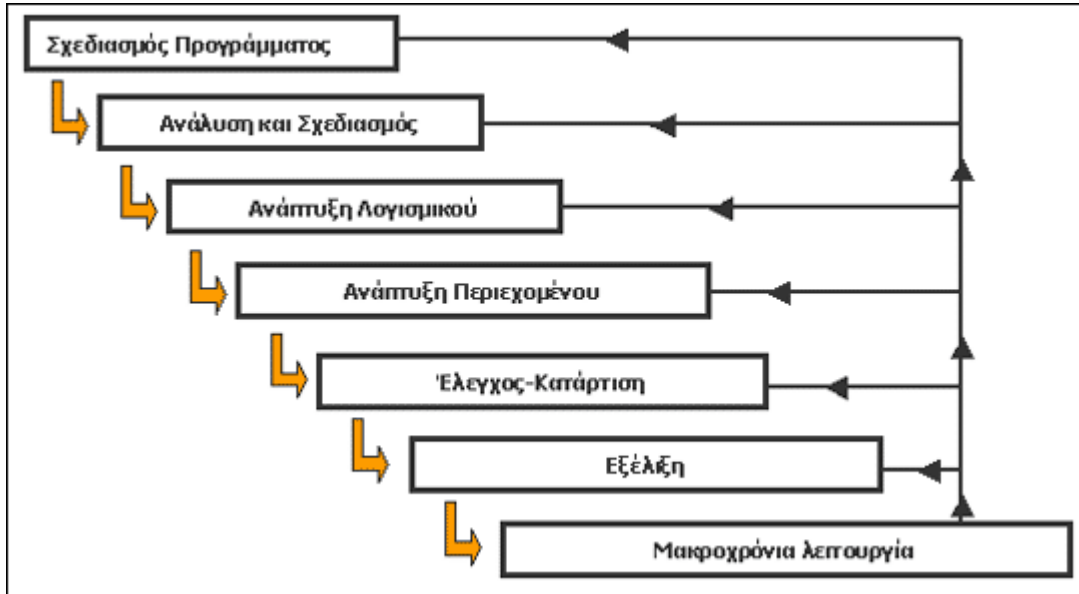 Σχεδιασμός Προγράμματος
Ανάλυση και Σχεδιασμός
Ανάπτυξη Λογισμικού
Ανάπτυξη Περιεχομένου
Έλεγχος-Κατάρτιση
Εξέλιξη
Μακροχρόνια λειτουργία